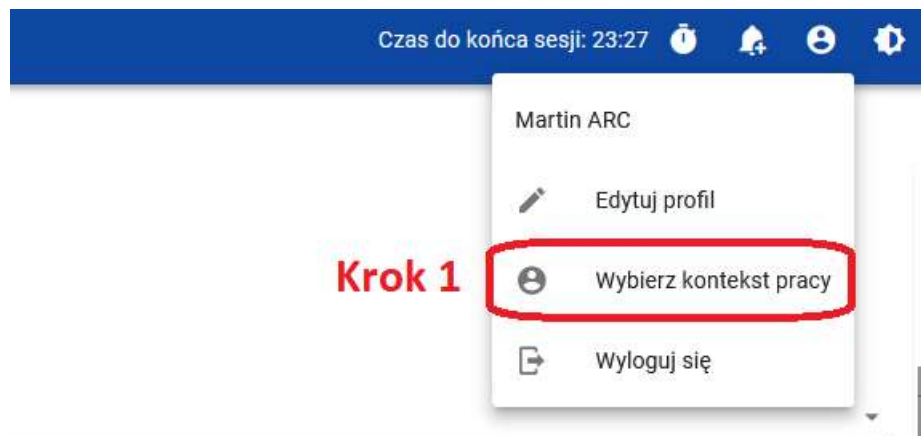 Czas do końca sesji: 23:27
Martin ARC
Edytuj profil
Krok 1
Wybierz kontekst pracy
Wyloguj się